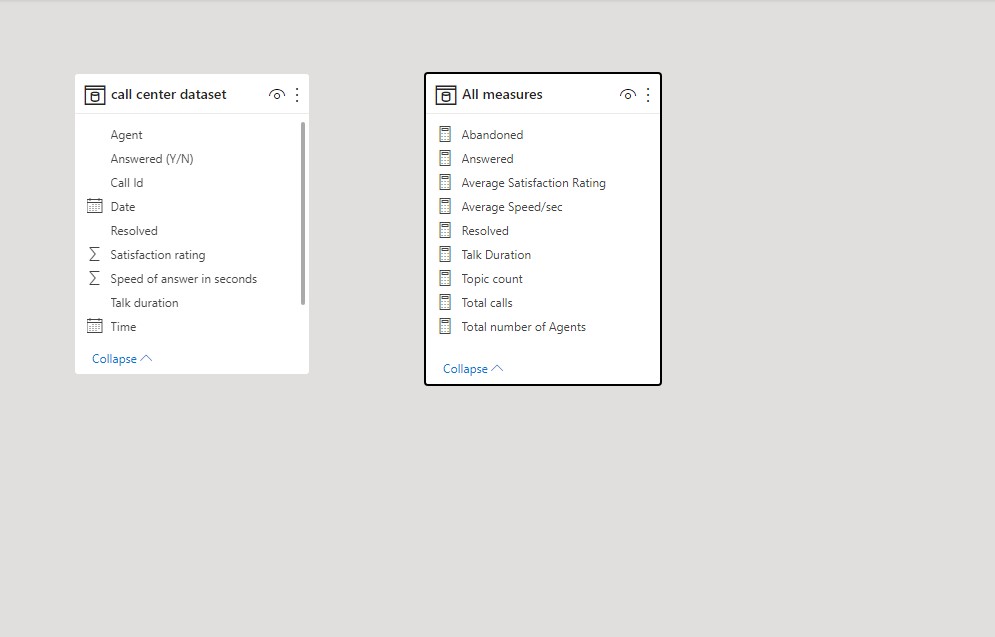 call center dataset
Agent
Answered (Y/N)
Call Id
Date
Resolved
Satisfaction rating
Speed of answer in seconds
Talk duration
Time
Collapse
All measures
Abandoned
Answered
Average Satisfaction Rating
Average Speed/sec
Resolved
Talk Duration
Topic count
Total calls
Total number of Agents
Collapse